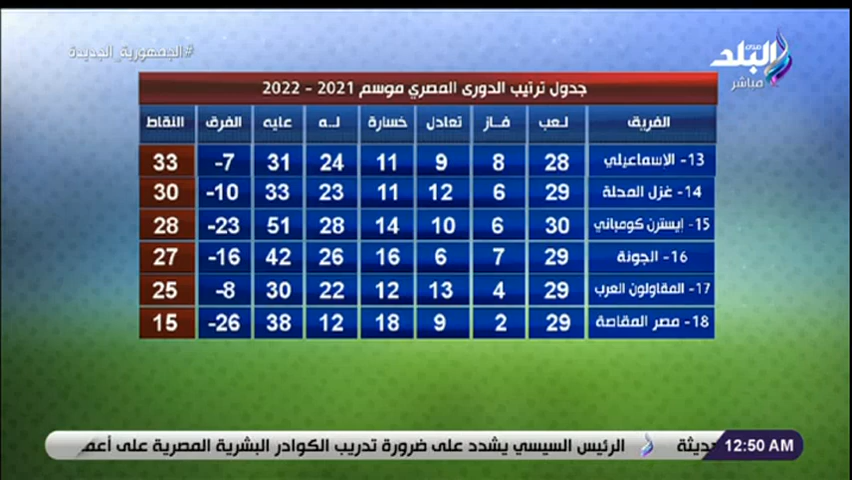 #الجمهورية_الجديدة
صدى البلد
مباشر
جدول ترتيب الدورى المصري موسم 2021 - 2022
الفريق لعب فاز تعادل خسارة له عليه الفرق النقاط
13- الإسماعيلي 28 8 9 11 24 31 -7 33
14- غزل المحلة 29 6 12 11 23 33 -10 30
15- إيسترن كومباني 30 6 10 14 28 51 -23 28
16- الجونة 29 7 6 16 26 42 -16 27
17- المقاولون العرب 29 4 13 12 22 30 -8 25
18- مصر المقاصة 29 2 9 18 12 38 -26 15
12:50 AM
الرئيس السيسي يشدد على ضرورة تدريب الكوادر البشرية المصرية على